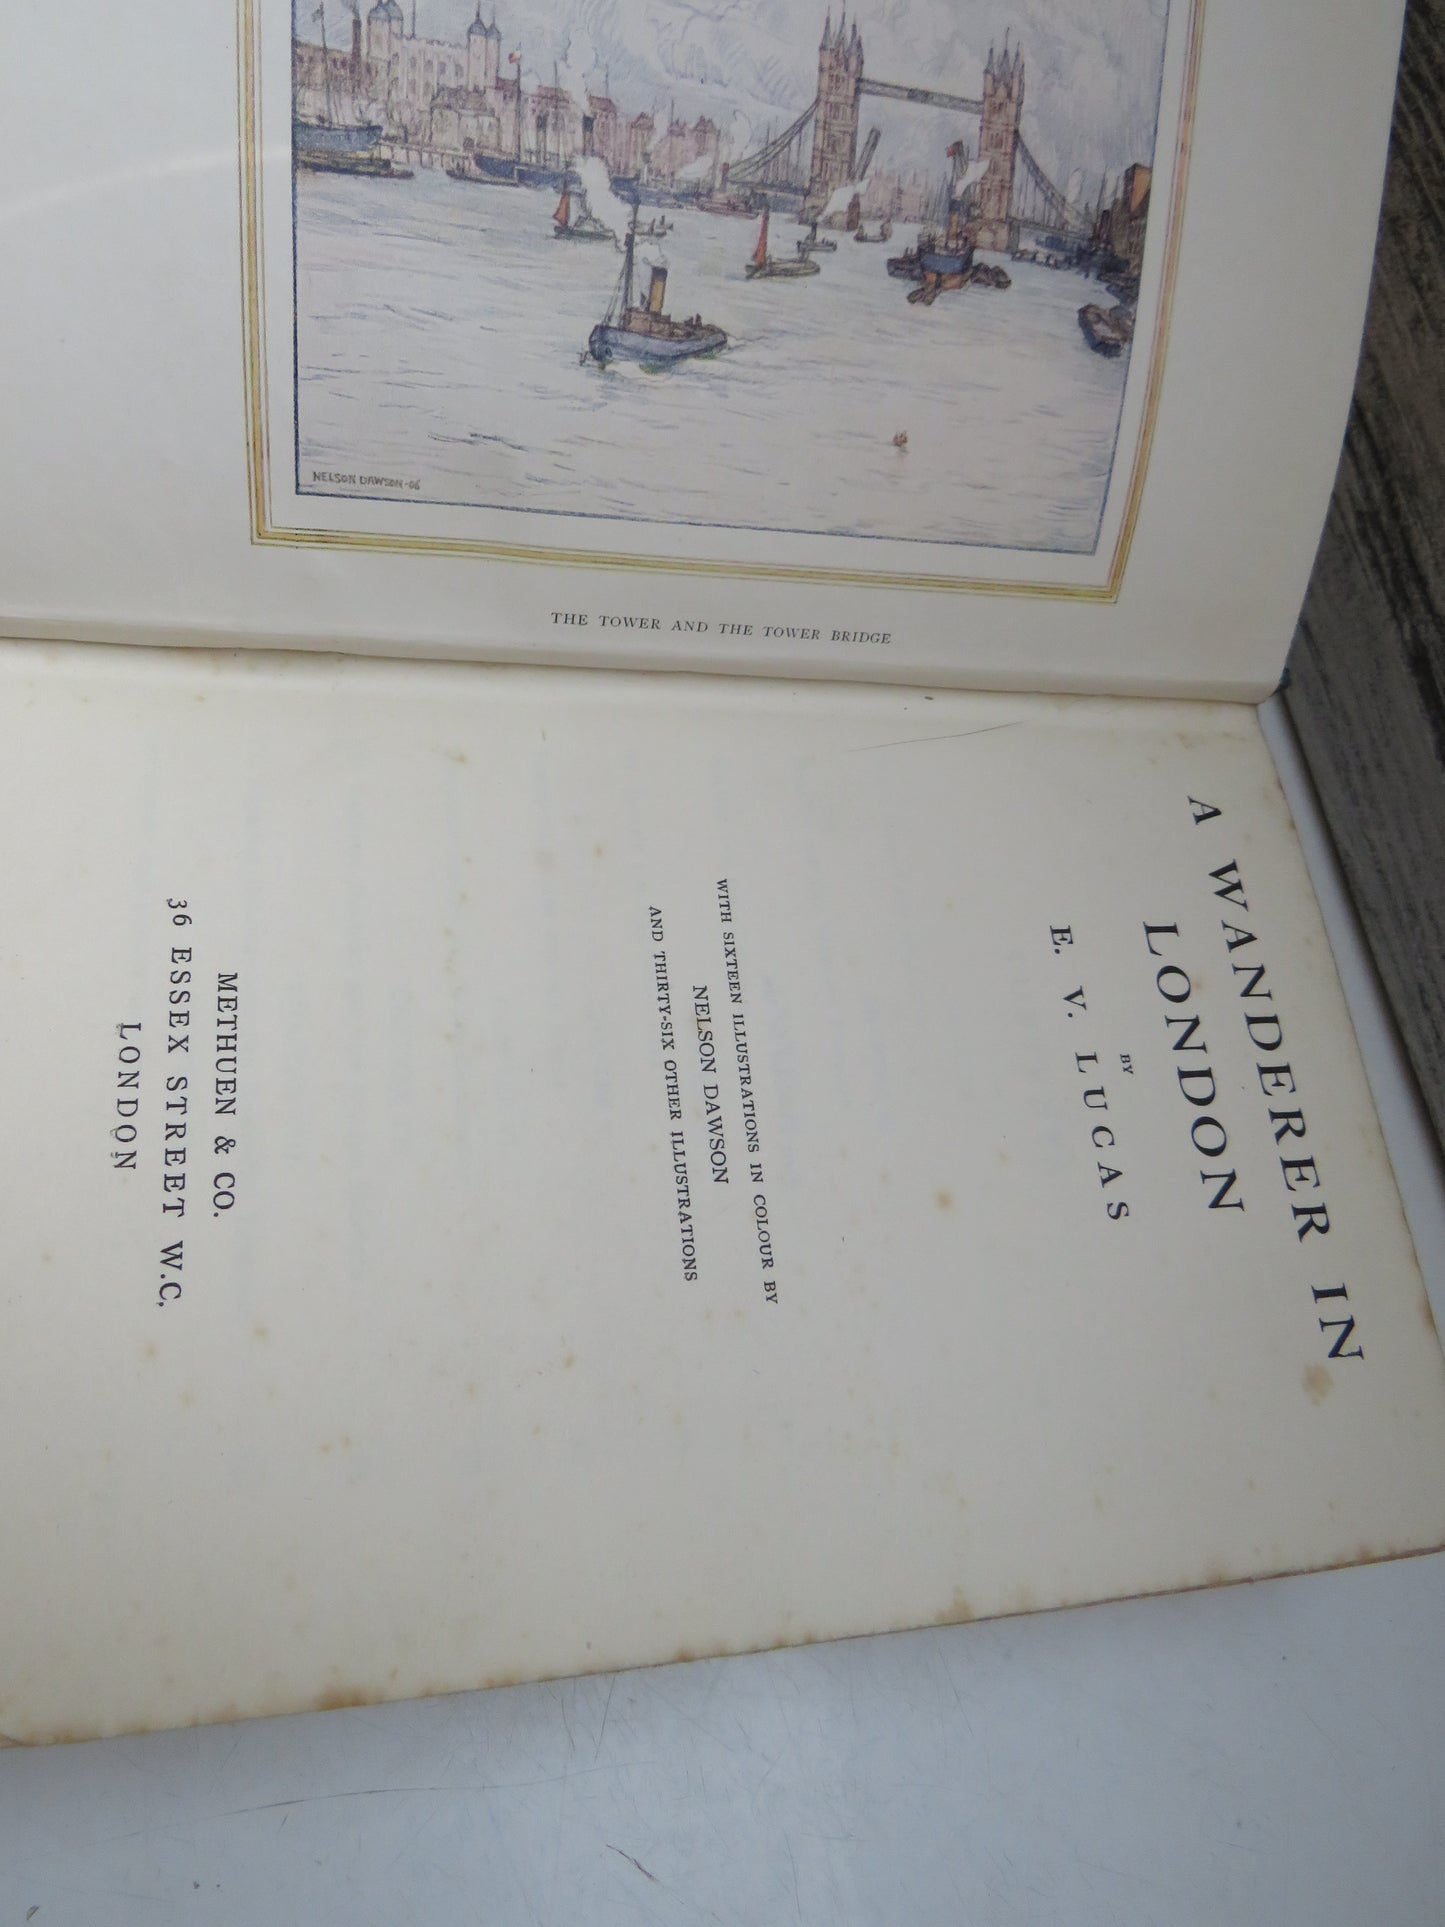 NELSON DAWSON -06
THE TOWER AND THE TOWER BRIDGE
A WANDERER IN
LONDON
BY
E. V. LUCAS
WITH SIXTEEN ILLUSTRATIONS IN COLOUR BY
NELSON DAWSON
AND THIRTY-SIX OTHER ILLUSTRATIONS
METHUEN & CO.
36 ESSEX STREET W.C.
LONDON